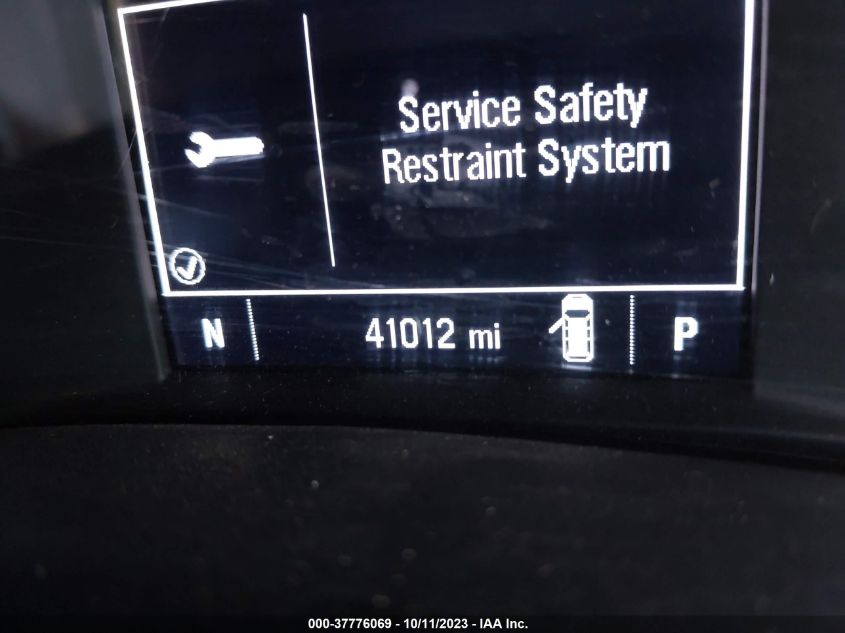 Service Safety
Restraint System
N 41012 mi P
000-37776069 - 10/11/2023 - IAA Inc.